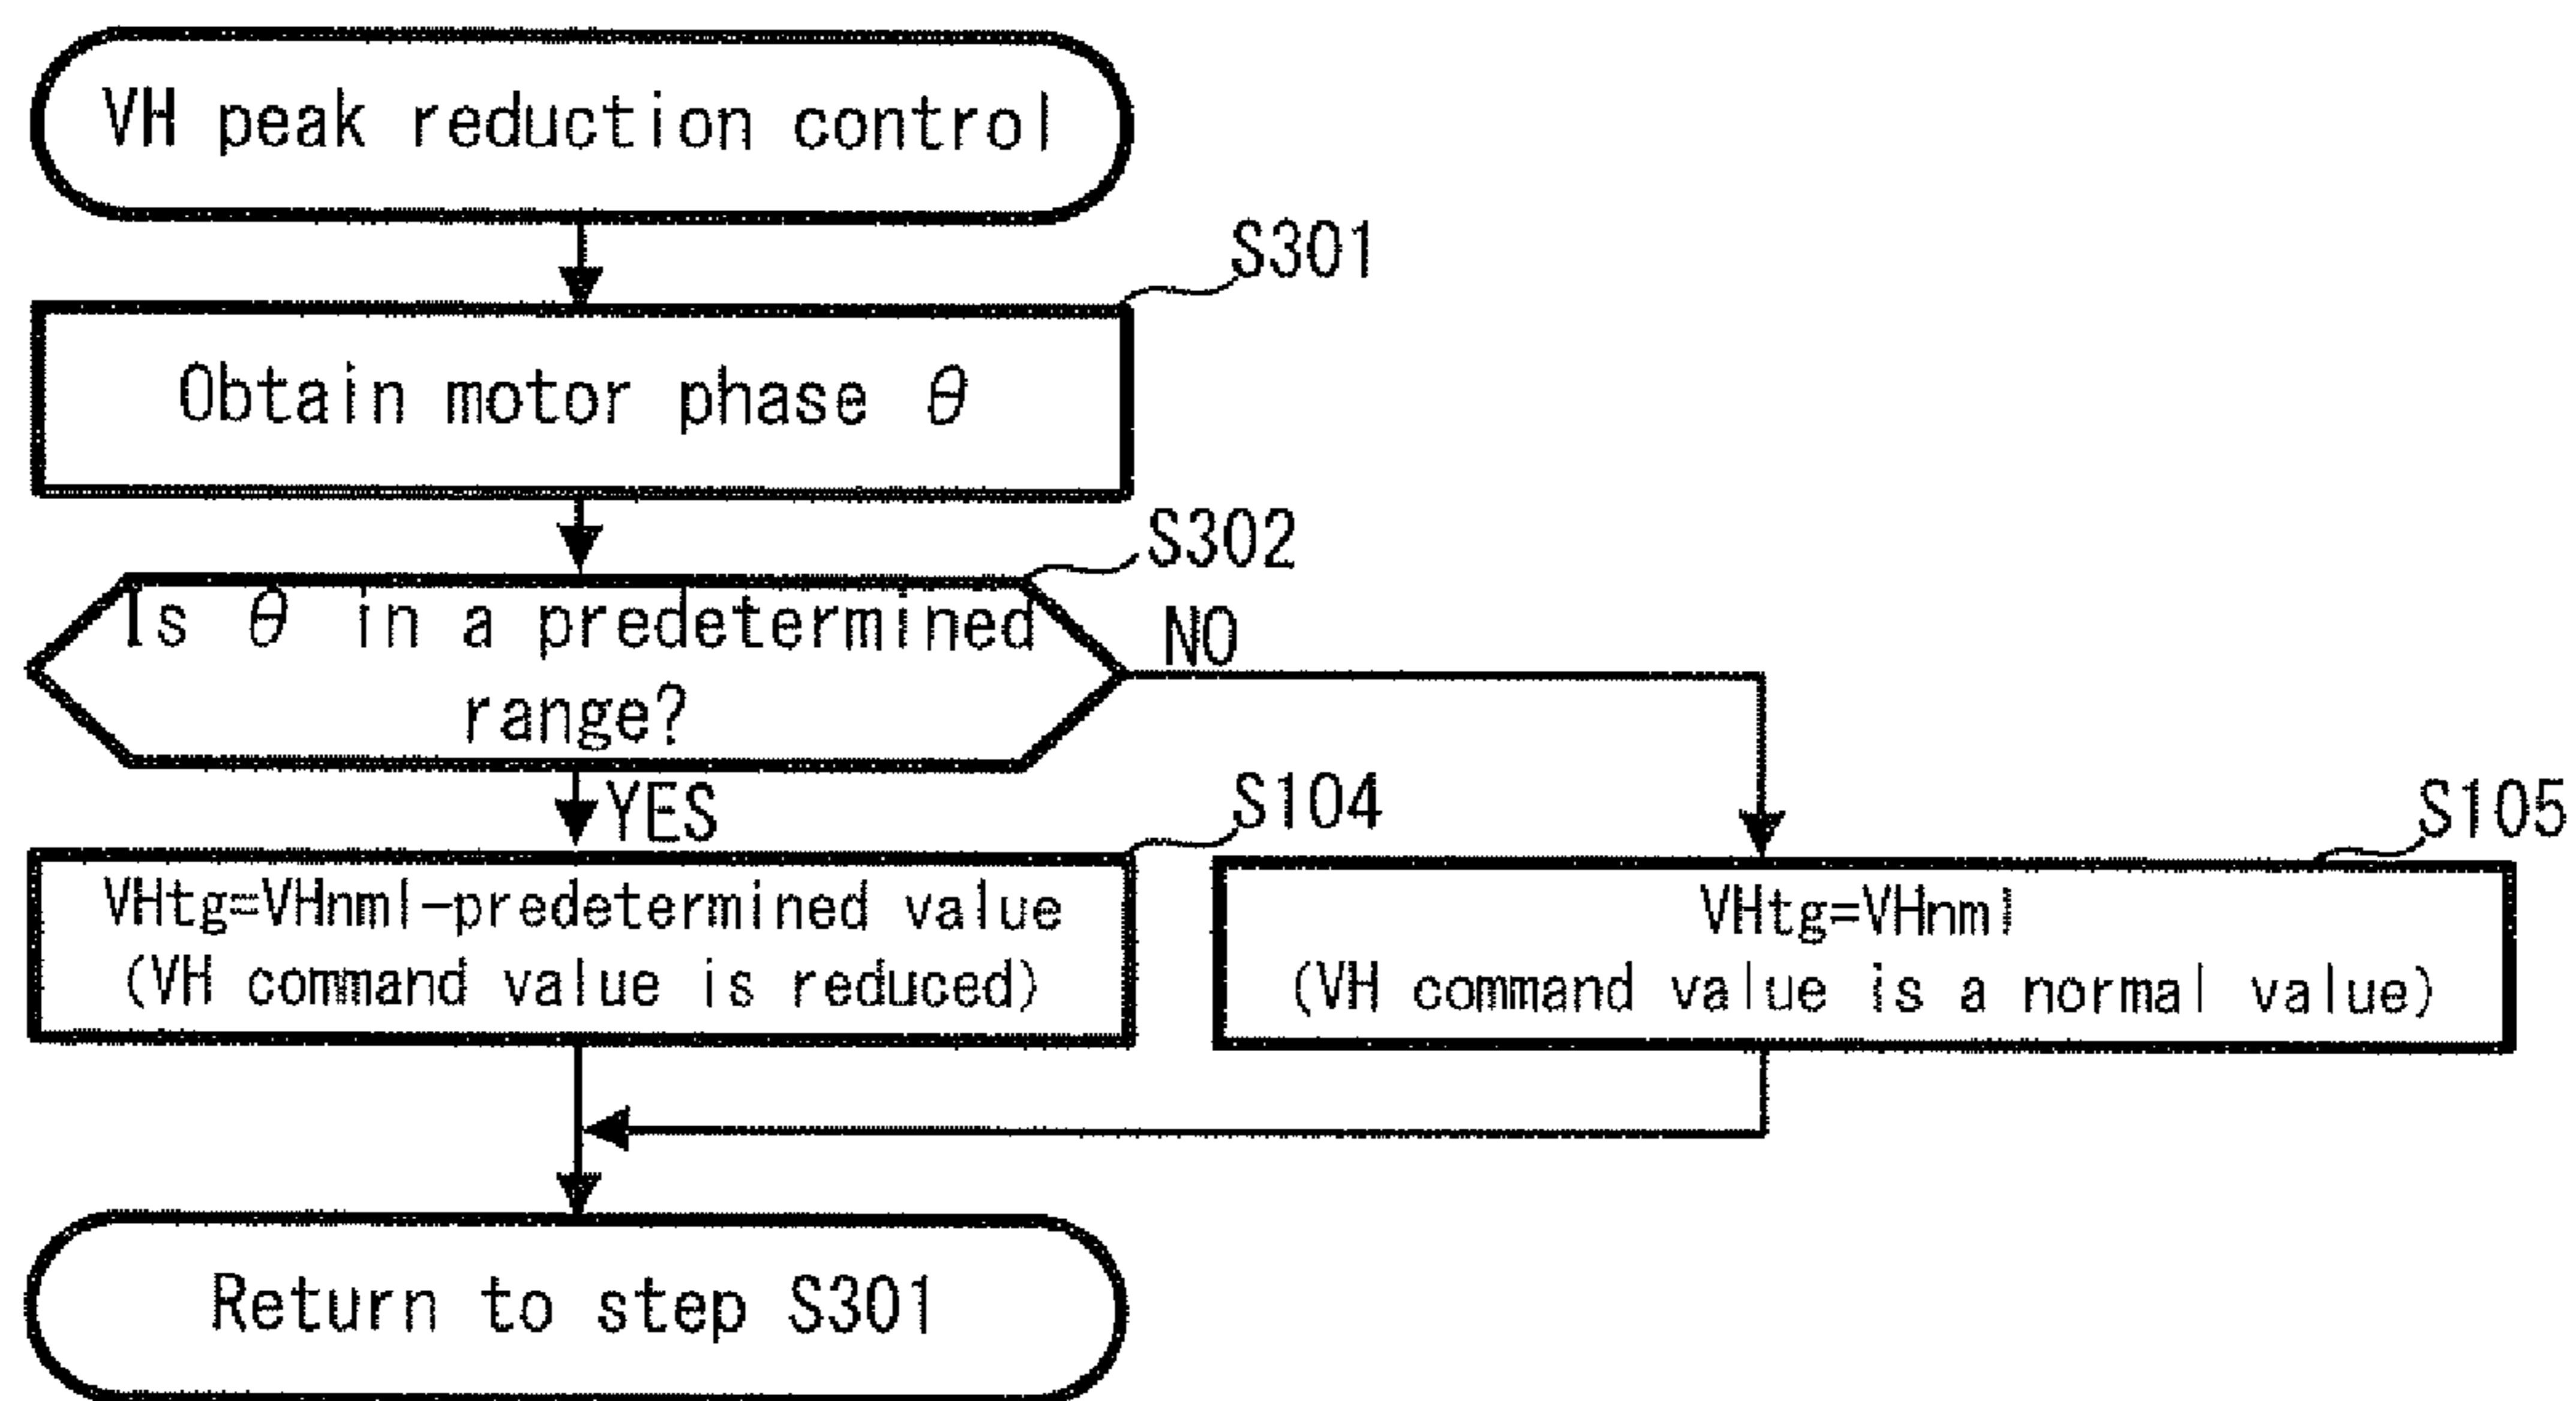 VH peak reduction control
S301
Obtain motor phase θ
S302
Is θ in a predetermined
range?
NO
YES
S104
VHtg=VHnml-predetermined value
(VH command value is reduced)
S105
VHtg=VHnml
(VH command value is a normal value)
Return to step S301